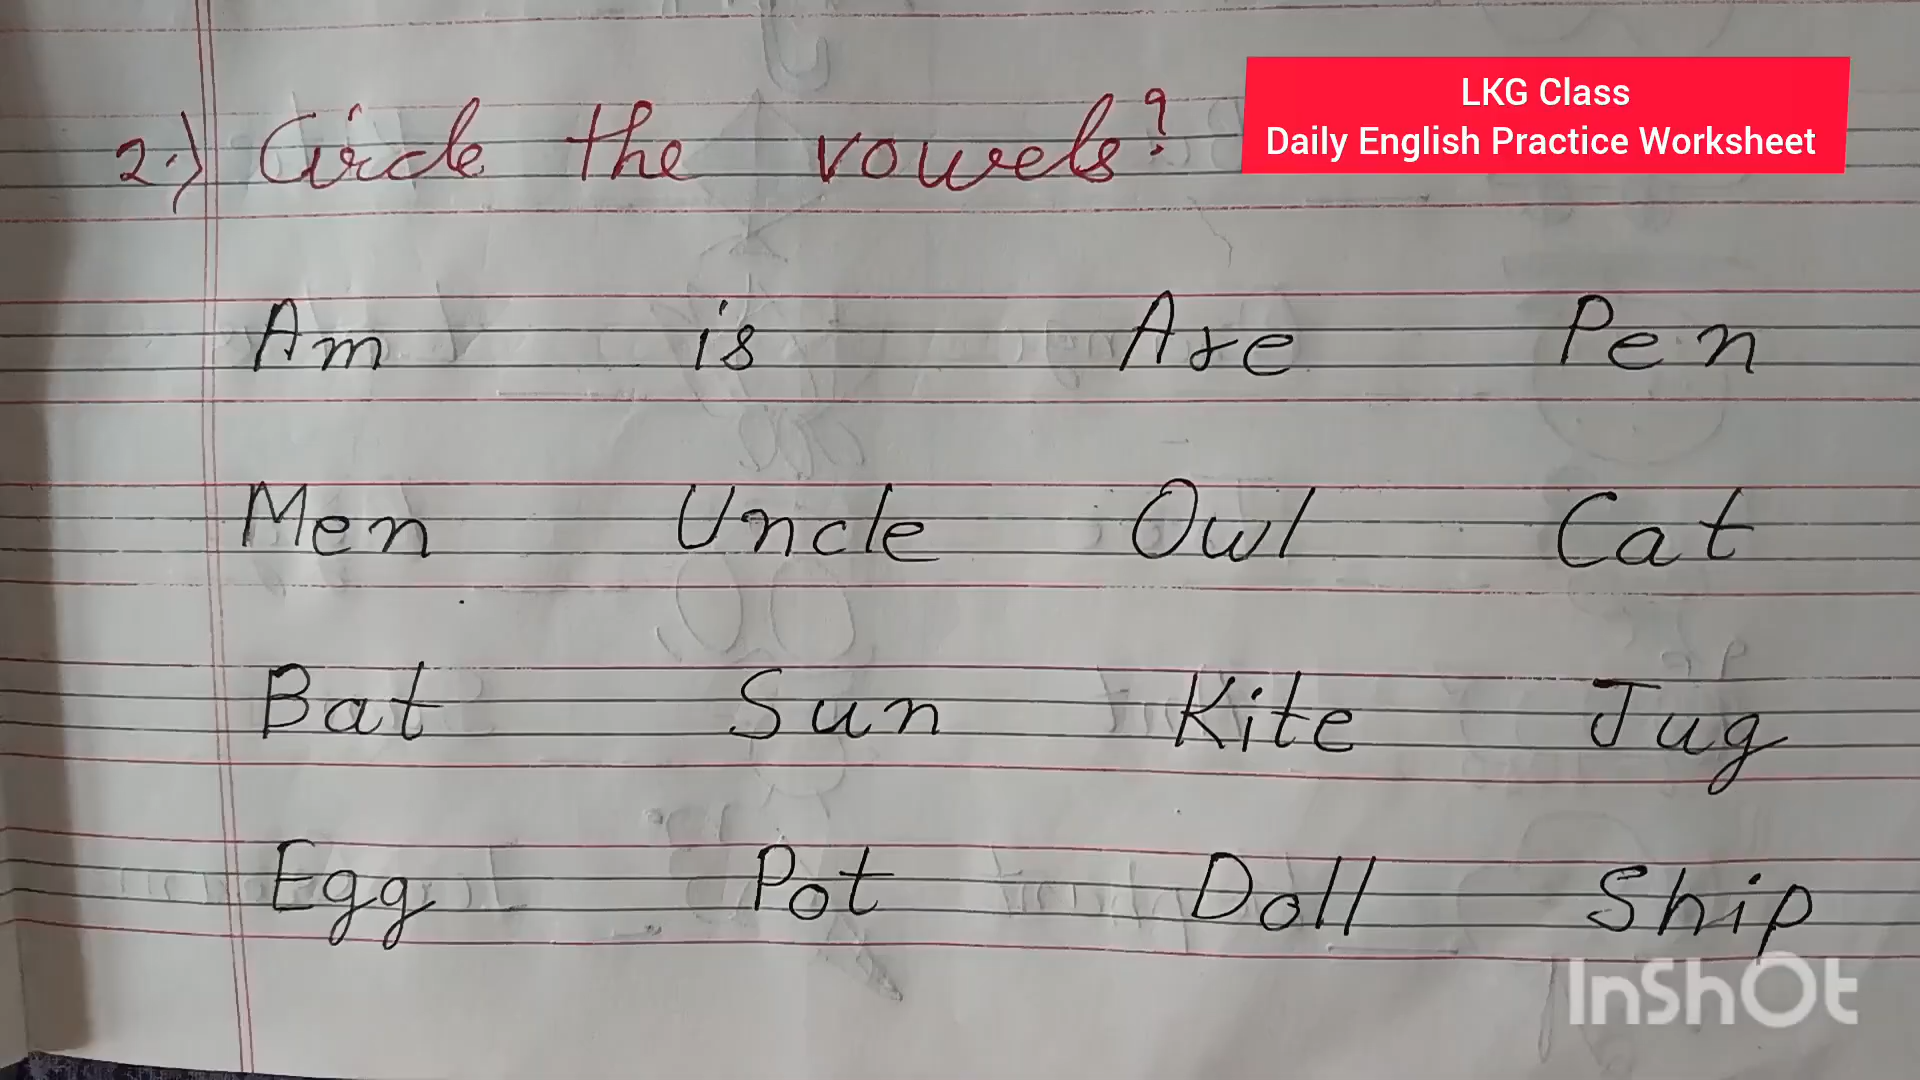 LKG Class
Daily English Practice Worksheet
2.) Circle the vowels?
Am is Are Pen
Men Uncle Owl Cat
Bat Sun Kite Jug
Egg Pot Doll Ship
InShOt